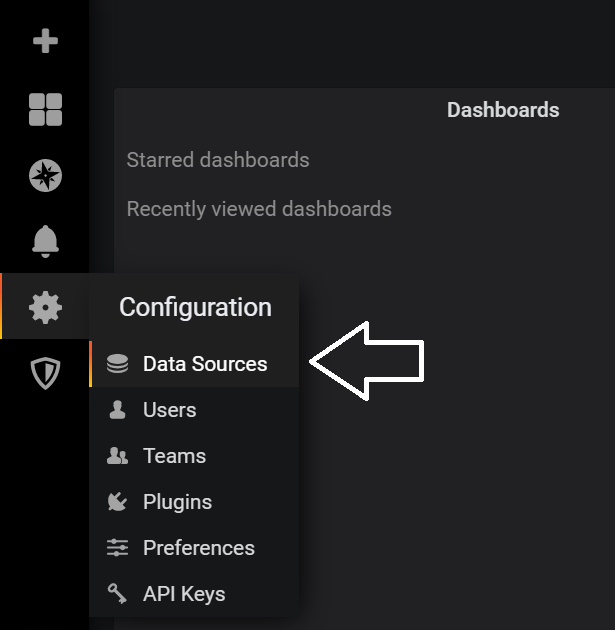 Dashboards
Starred dashboards
Recently viewed dashboards
Configuration
Data Sources
Users
Teams
Plugins
Preferences
API Keys